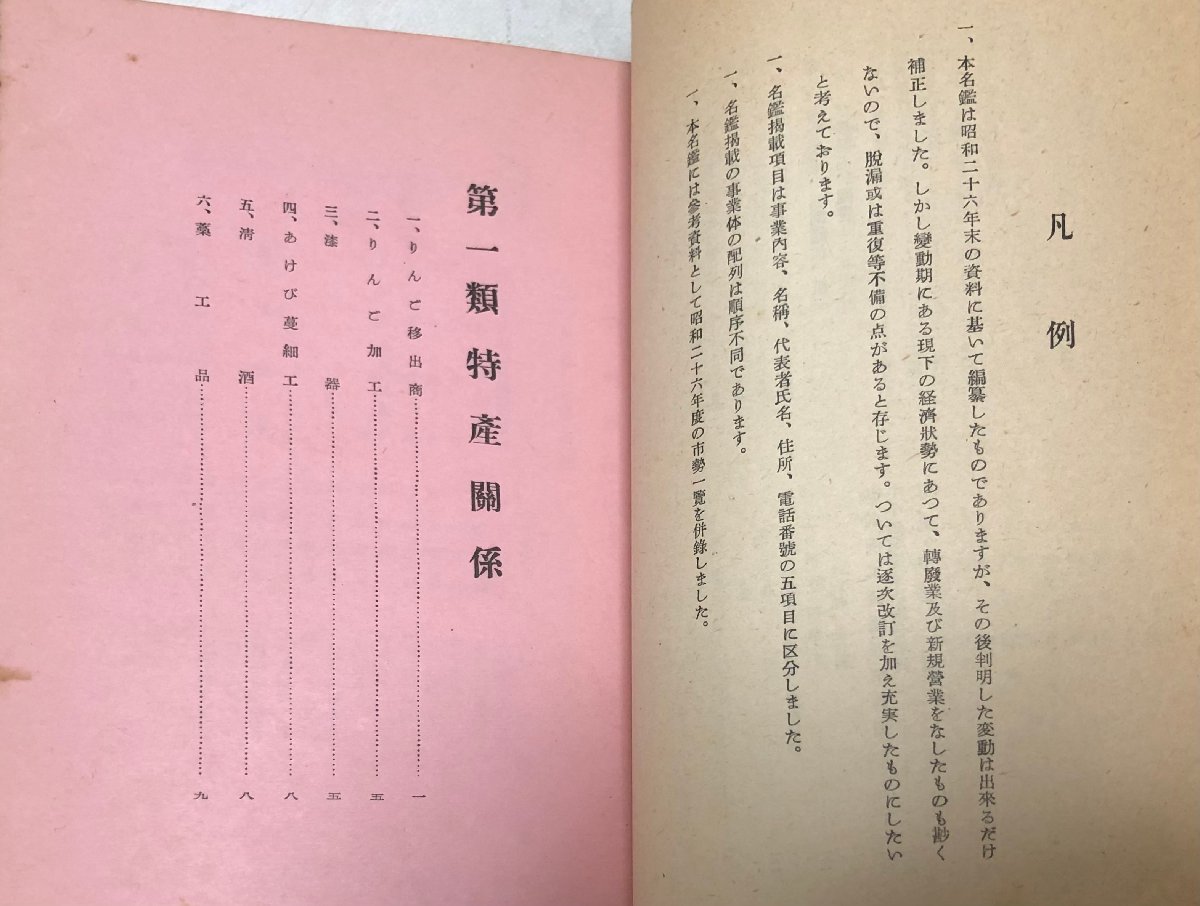 凡例
一、本名鑑は昭和二十六年末の資料に基いて編纂したものでありますが、その後判明した変動は出來るだけ
補正しました。しかし變動期にある現下の経済狀勢にあつて、轉廢業及び新規營業をなしたものも尠く
ないので、脱漏或は重復等不備の点があると存じます。ついては逐次改訂を加え充実したものにしたい
と考えております。
一、名鑑揭載項目は事業內容、名稱、代表者氏名、住所、電話番號の五項目に区分しました。
一、名鑑揭載の事業体の配列は順序不同であります。
一、本名鑑には參考資料として昭和二十六年度の市勢一覽を併錄しました。
第一類特產關係
一、りんご移出商……………………………一
二、りんご加工……………………………五
三、漆器……………………………五
四、あけび蔓細工……………………………八
五、淸酒……………………………八
六、藁工品……………………………九